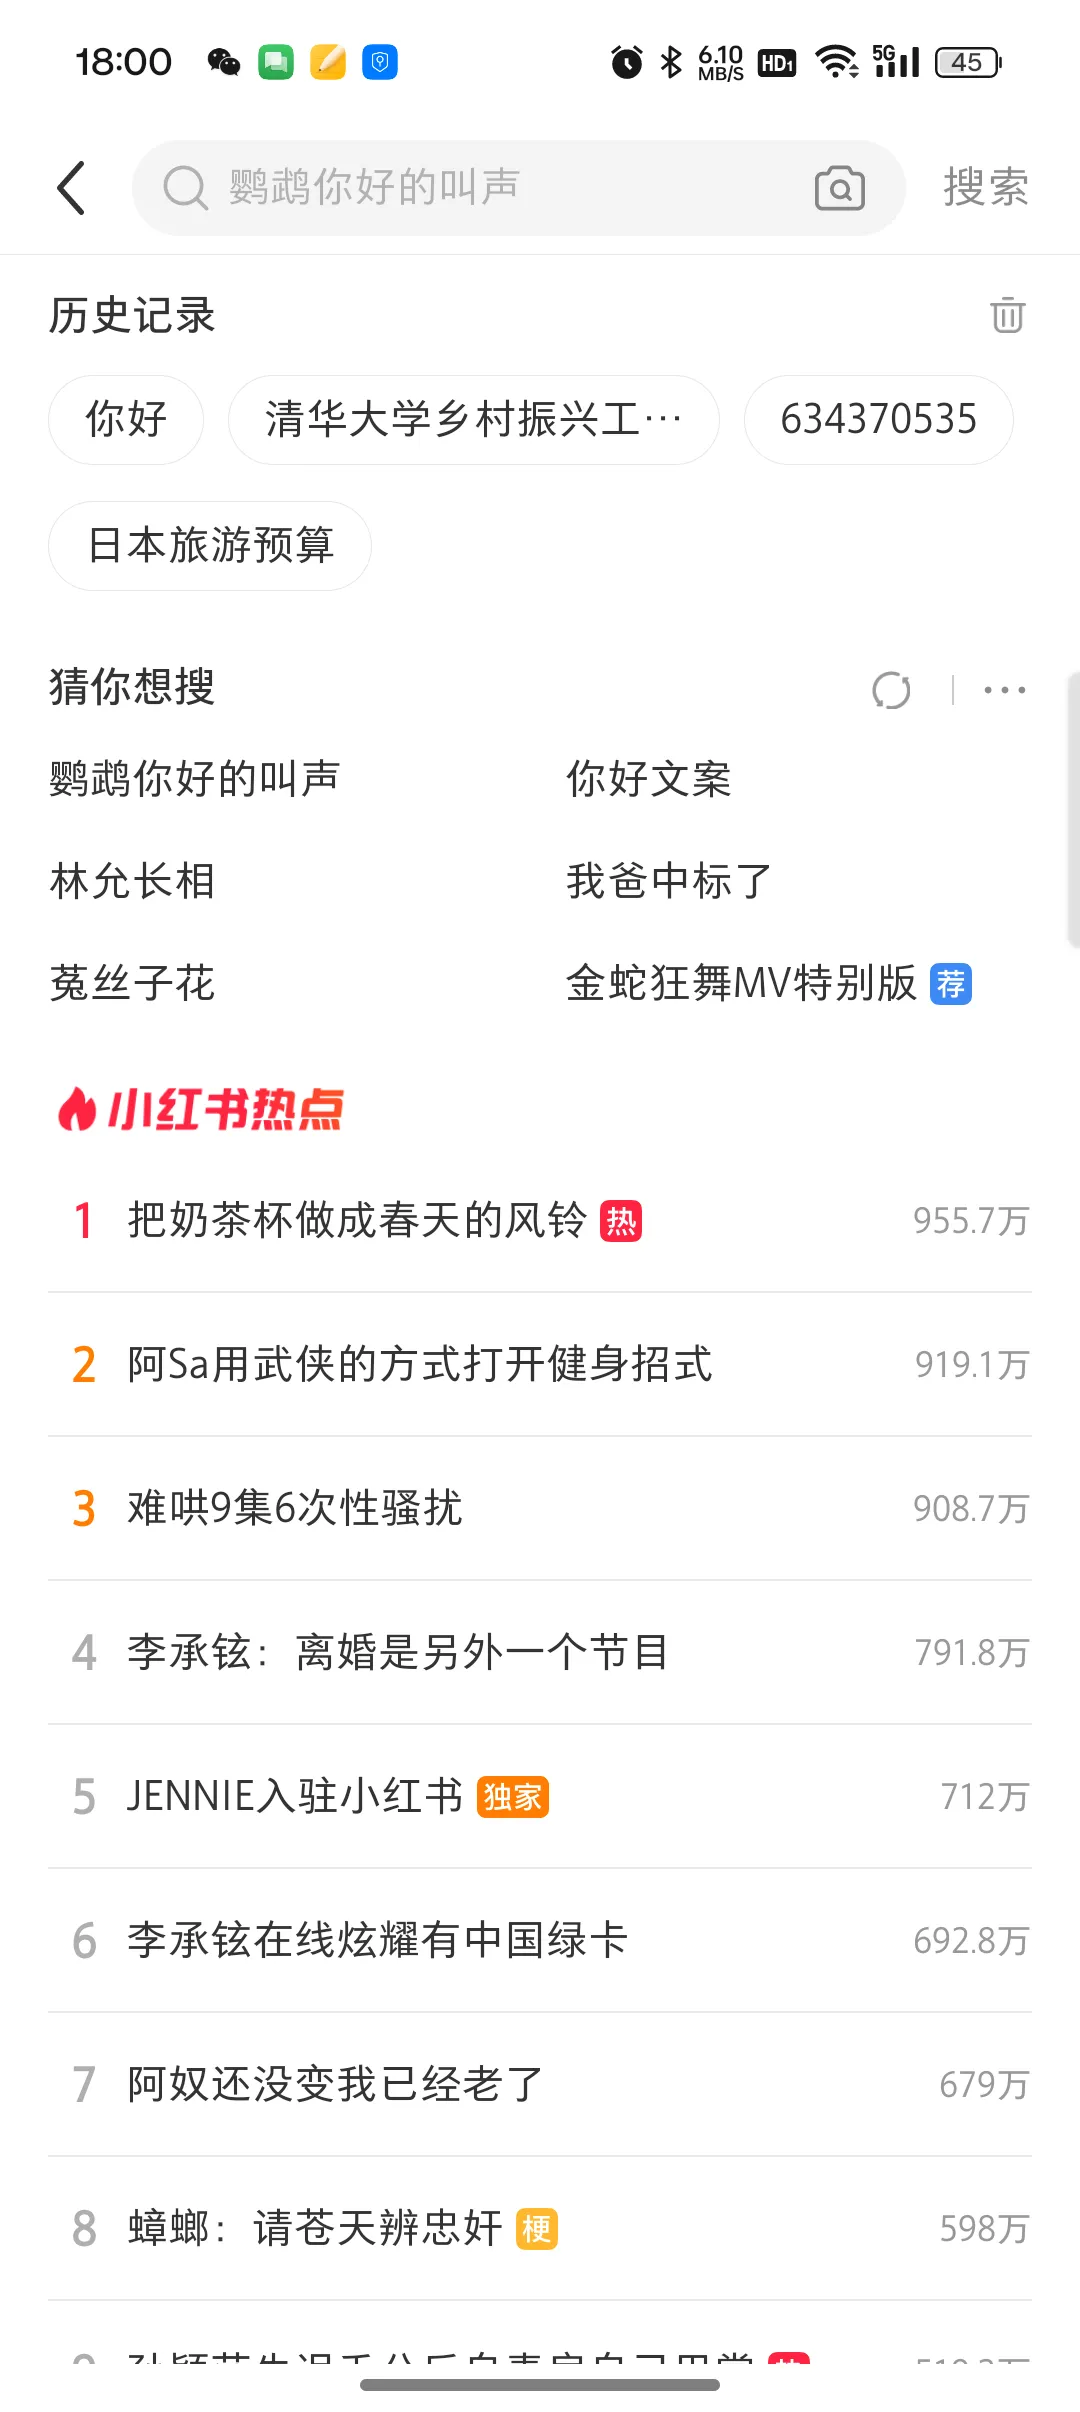 18:00
6.10 MB/S HD1 5G 45
鹦鹉你好的叫声 搜索
历史记录
你好 清华大学乡村振兴工… 634370535
日本旅游预算
猜你想搜
鹦鹉你好的叫声 你好文案
林允长相 我爸中标了
菟丝子花 金蛇狂舞MV特别版 荐
小红书热点
1 把奶茶杯做成春天的风铃 热 955.7万
2 阿Sa用武侠的方式打开健身招式 919.1万
3 难哄9集6次性骚扰 908.7万
4 李承铉：离婚是另外一个节目 791.8万
5 JENNIE入驻小红书 独家 712万
6 李承铉在线炫耀有中国绿卡 692.8万
7 阿奴还没变我已经老了 679万
8 蟑螂：请苍天辨忠奸 梗 598万